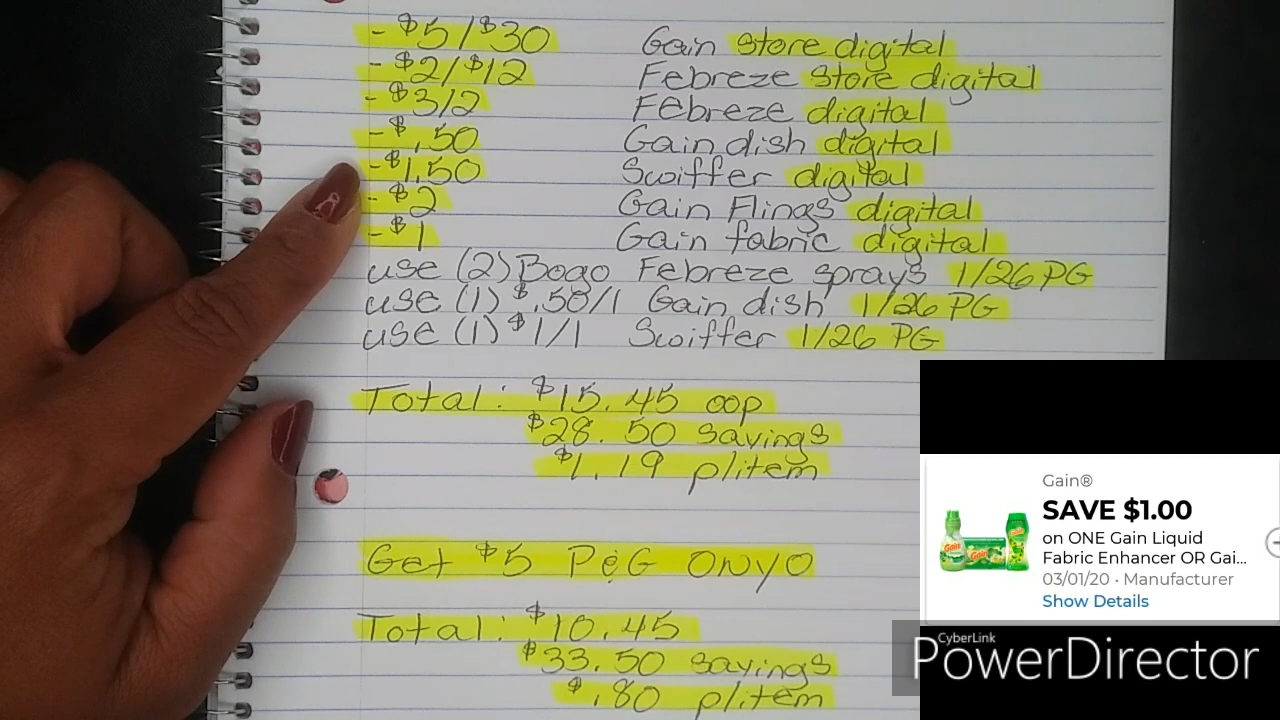 - $5/$30 Gain store digital
- $2/$12 Febreze store digital
- $3/2 Febreze digital
- $.50 Gain dish digital
- $1.50 Swiffer digital
- $2 Gain Flings digital
- $1 Gain fabric digital
use (2) Bogo Febreze sprays 1/26 PG
use (1) $.50/1 Gain dish 1/26 PG
use (1) $1/1 Swiffer 1/26 PG
Total: $15.45 oop
$28.50 savings
$1.19 p/item
Get $5 P&G ONYO
Total: $10.45
$33.50 savings
$.80 p/item
Gain®
SAVE $1.00
on ONE Gain Liquid
Fabric Enhancer OR Gai...
03/01/20 · Manufacturer
Show Details
CyberLink
PowerDirector